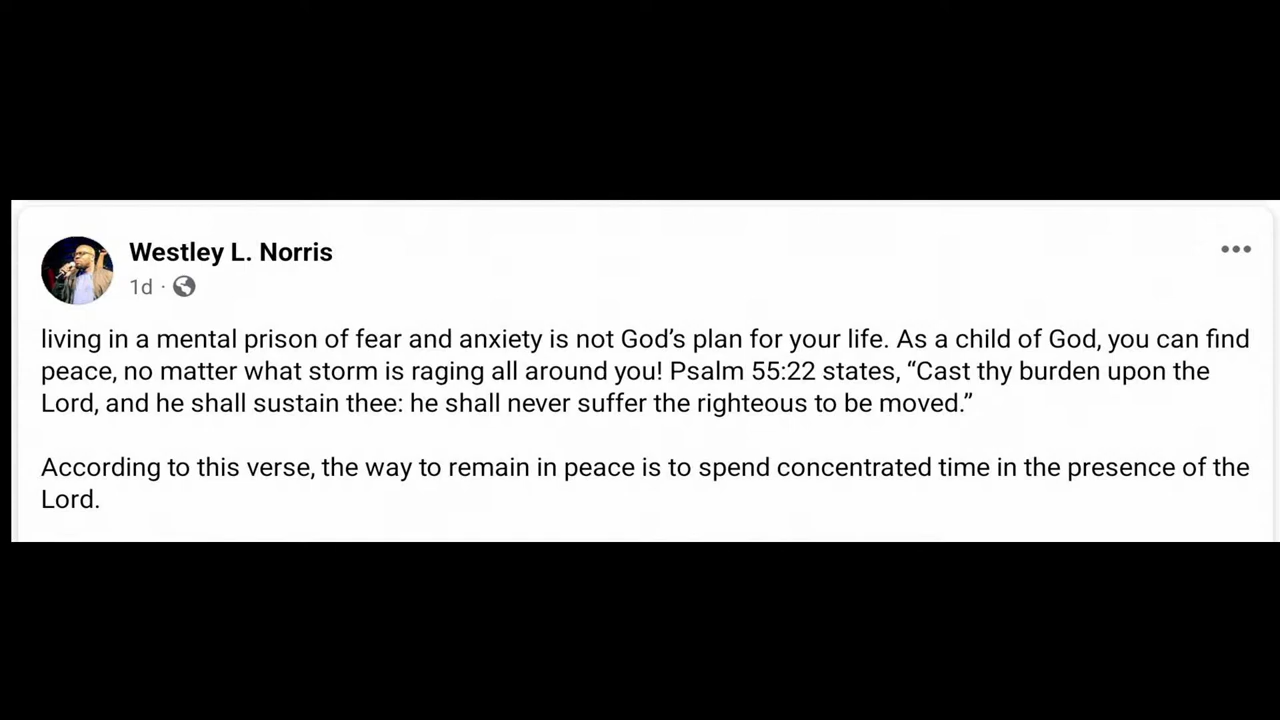 Westley L. Norris
1d ·
living in a mental prison of fear and anxiety is not God’s plan for your life. As a child of God, you can find
peace, no matter what storm is raging all around you! Psalm 55:22 states, “Cast thy burden upon the
Lord, and he shall sustain thee: he shall never suffer the righteous to be moved.”
According to this verse, the way to remain in peace is to spend concentrated time in the presence of the
Lord.